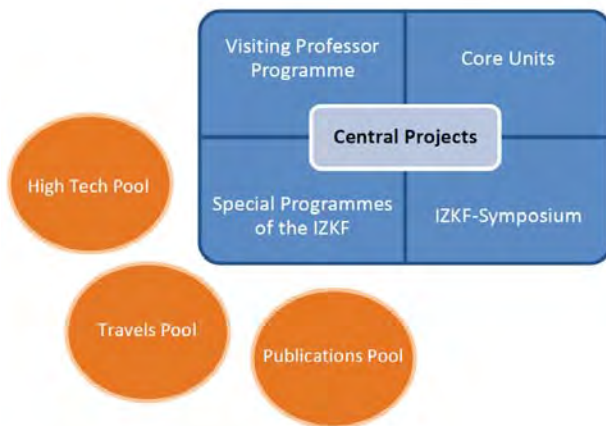 Visiting Professor
Programme
Core Units
Central Projects
Special Programmes
of the IZKF
IZKF-Symposium
High Tech Pool
Travels Pool
Publications Pool